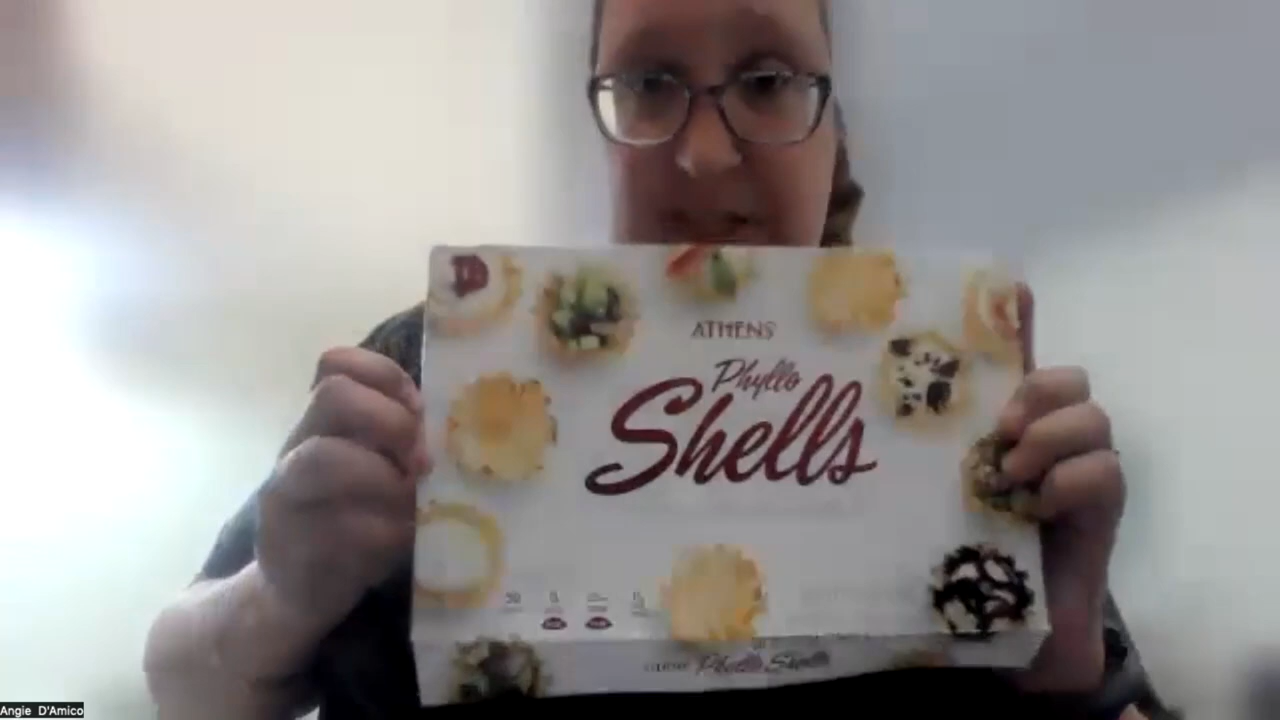 ATHENS
Phyllo
Shells
Phyllo Shells
Angie D'Amico